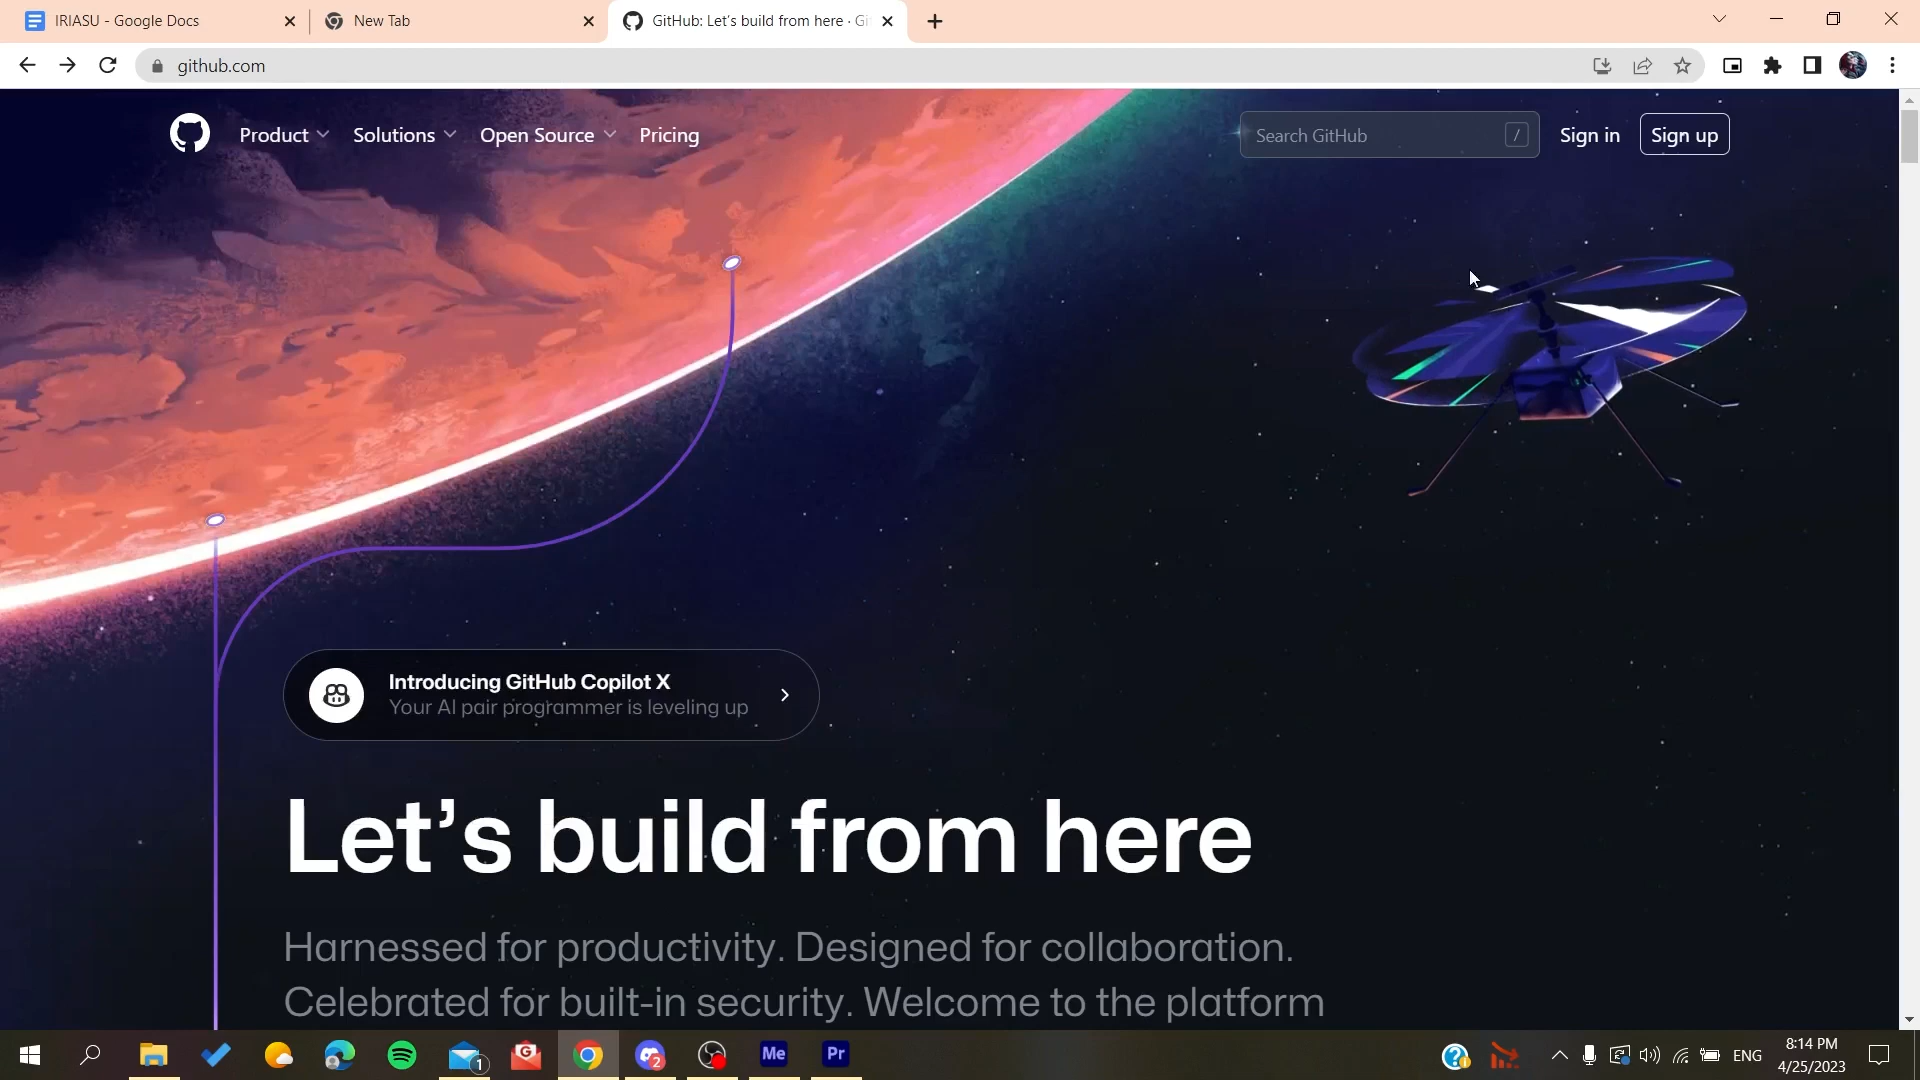 IRIASU - Google Docs
New Tab
GitHub: Let's build from here · Gi
github.com
Product
Solutions
Open Source
Pricing
Search GitHub
/
Sign in
Sign up
Introducing GitHub Copilot X
Your AI pair programmer is leveling up
Let’s build from here
Harnessed for productivity. Designed for collaboration.
Celebrated for built-in security. Welcome to the platform
1
G
2
Me
Pr
ENG
8:14 PM
4/25/2023